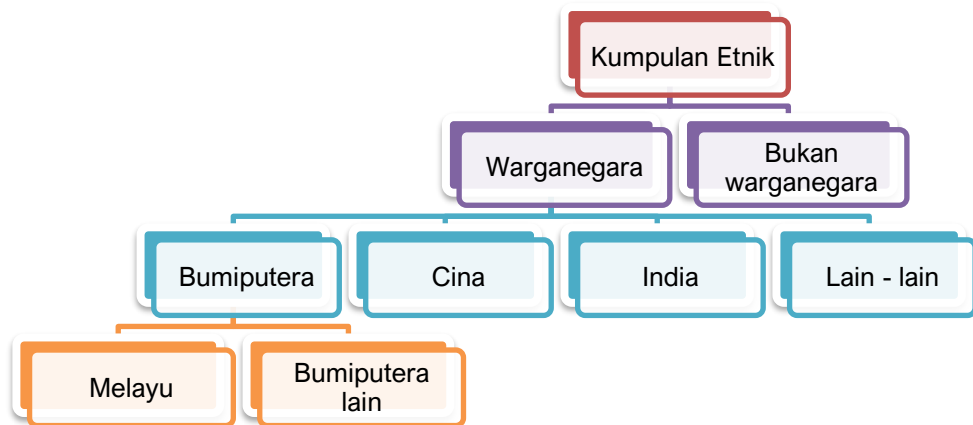 Kumpulan Etnik
Warganegara
Bukan
warganegara
Bumiputera
Cina
India
Lain - lain
Melayu
Bumiputera
lain